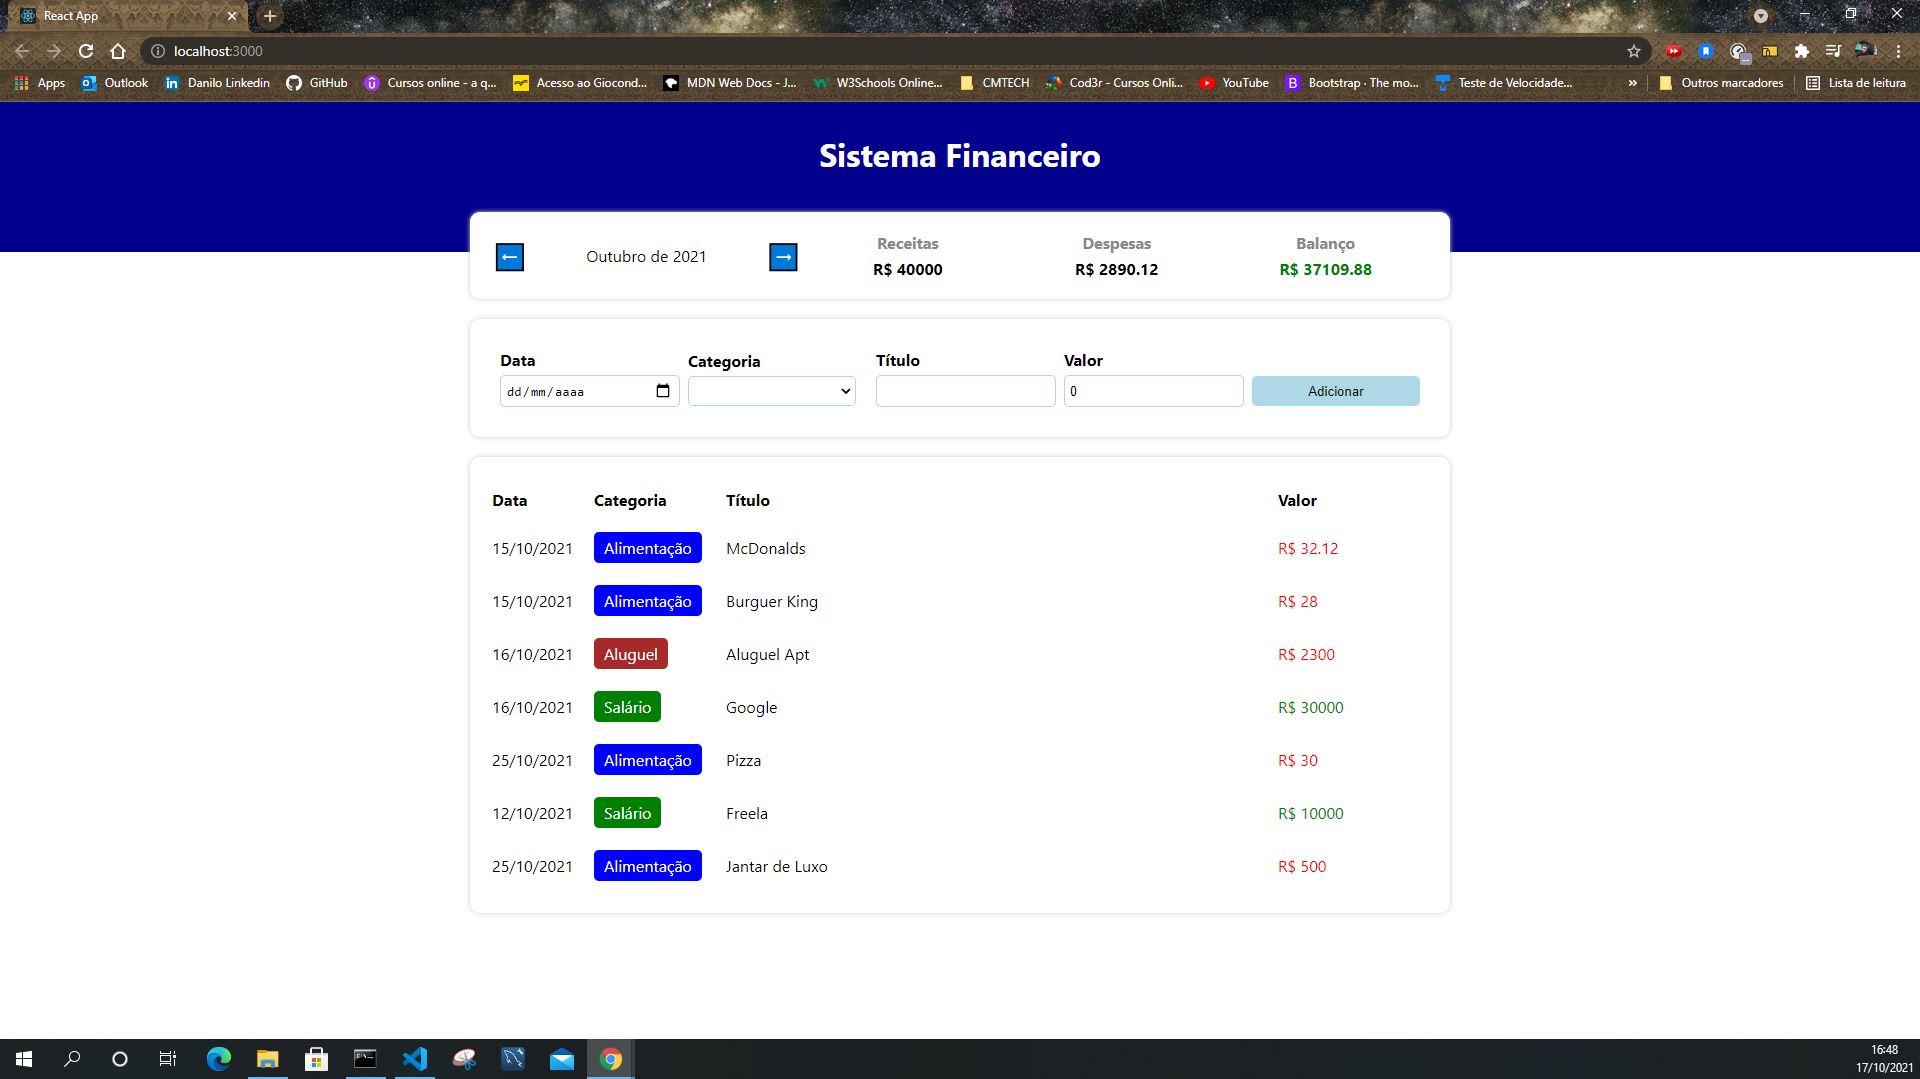 React App
localhost:3000
Apps Outlook Danilo Linkedin GitHub Cursos online - a q... Acesso ao Giocond... MDN Web Docs - J... W3Schools Online... CMTECH Cod3r - Cursos Onli... YouTube Bootstrap · The mo... Teste de Velocidade... » Outros marcadores Lista de leitura
Sistema Financeiro
← Outubro de 2021 →
Receitas Despesas Balanço
R$ 40000 R$ 2890.12 R$ 37109.88
Data Categoria Título Valor
dd/mm/aaaa 0 Adicionar
Data Categoria Título Valor
15/10/2021 Alimentação McDonalds R$ 32.12
15/10/2021 Alimentação Burguer King R$ 28
16/10/2021 Aluguel Aluguel Apt R$ 2300
16/10/2021 Salário Google R$ 30000
25/10/2021 Alimentação Pizza R$ 30
12/10/2021 Salário Freela R$ 10000
25/10/2021 Alimentação Jantar de Luxo R$ 500
16:48
17/10/2021